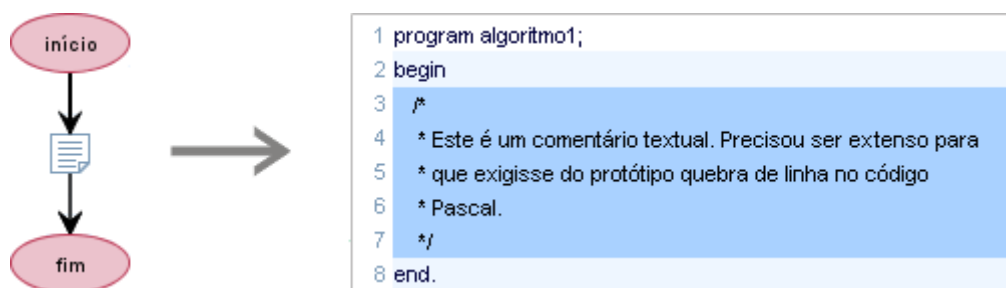 início
fim
1 program algoritmo1;
2 begin
3 /*
4 * Este é um comentário textual. Precisou ser extenso para
5 * que exigisse do protótipo quebra de linha no código
6 * Pascal.
7 */
8 end.